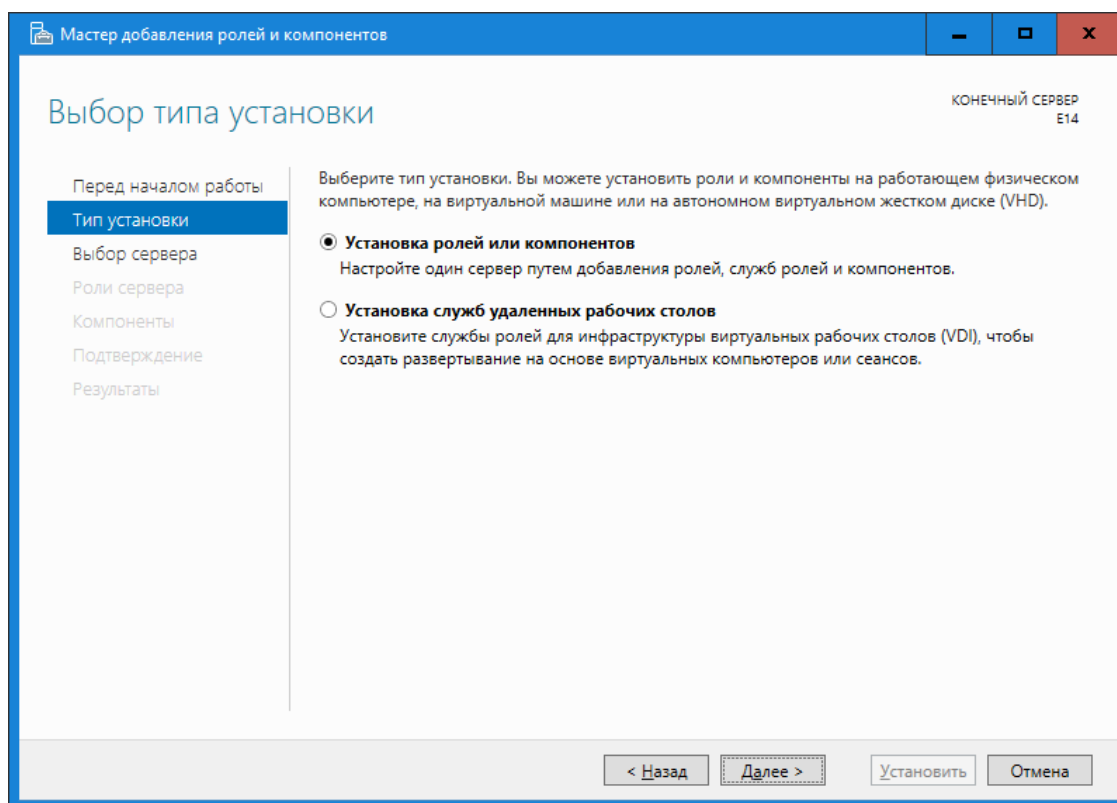 Мастер добавления ролей и компонентов
Выбор типа установки
КОНЕЧНЫЙ СЕРВЕР
E14
Перед началом работы
Тип установки
Выбор сервера
Роли сервера
Компоненты
Подтверждение
Результаты
Выберите тип установки. Вы можете установить роли и компоненты на работающем физическом
компьютере, на виртуальной машине или на автономном виртуальном жестком диске (VHD).
Установка ролей или компонентов
Настройте один сервер путем добавления ролей, служб ролей и компонентов.
Установка служб удаленных рабочих столов
Установите службы ролей для инфраструктуры виртуальных рабочих столов (VDI), чтобы
создать развертывание на основе виртуальных компьютеров или сеансов.
< Назад
Далее >
Установить
Отмена